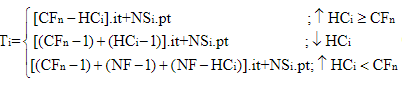 [CFn−HCi].it+NSi.pt ;↑HCi ≥ CFn
Ti= [(CFn−1)+(HCi−1)].it+NSi.pt ;↓HCi
[(CFn−1)+(NF−1)+(NF−HCi)].it+NSi.pt;↑HCi < CFn